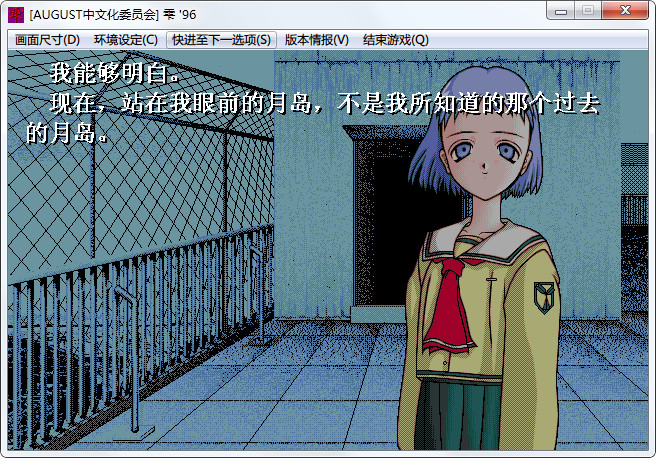 [AUGUST中文化委员会] 雫 '96
画面尺寸(D) 环境设定(C) 快进至下一选项(S) 版本情报(V) 结束游戏(Q)
我能够明白。
现在，站在我眼前的月岛，不是我所知道的那个过去
的月岛。